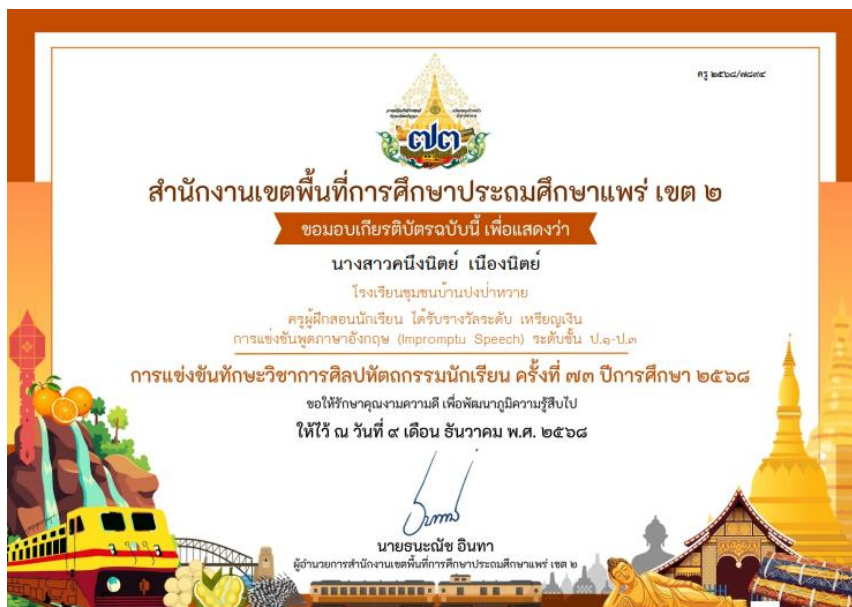 ครู ๒๕๖๘/๗๘๙๔
๗๓
สำนักงานเขตพื้นที่การศึกษาประถมศึกษาแพร่ เขต ๒
ขอมอบเกียรติบัตรฉบับนี้ เพื่อแสดงว่า
นางสาวคนึงนิตย์ เนืองนิตย์
โรงเรียนชุมชนบ้านปงป่าหวาย
ครูผู้ฝึกสอนนักเรียน ได้รับรางวัลระดับ เหรียญเงิน
การแข่งขันพูดภาษาอังกฤษ (Impromptu Speech) ระดับชั้น ป.๑-ป.๓
การแข่งขันทักษะวิชาการศิลปหัตถกรรมนักเรียน ครั้งที่ ๗๓ ปีการศึกษา ๒๕๖๘
ขอให้รักษาคุณงามความดี เพื่อพัฒนาภูมิความรู้สืบไป
ให้ไว้ ณ วันที่ ๙ เดือน ธันวาคม พ.ศ. ๒๕๖๘
นายธนะณัช อินทา
ผู้อำนวยการสำนักงานเขตพื้นที่การศึกษาประถมศึกษาแพร่ เขต ๒